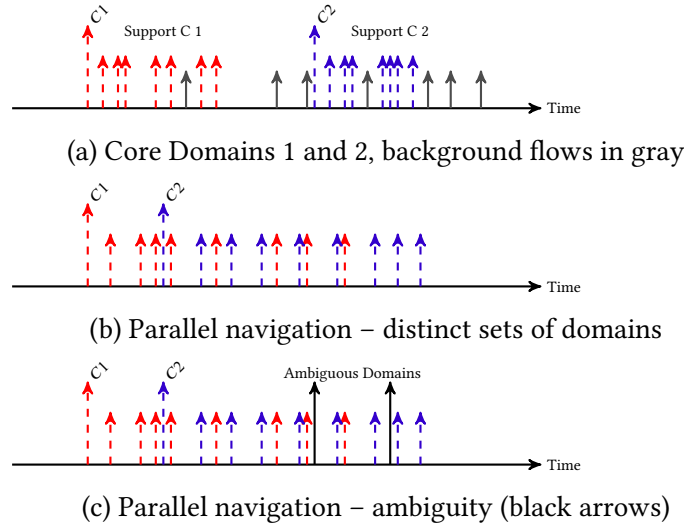 C1
Support C 1
C2
Support C 2
Time
(a) Core Domains 1 and 2, background flows in gray
C1
C2
Time
(b) Parallel navigation – distinct sets of domains
C1
C2
Ambiguous Domains
Time
(c) Parallel navigation – ambiguity (black arrows)